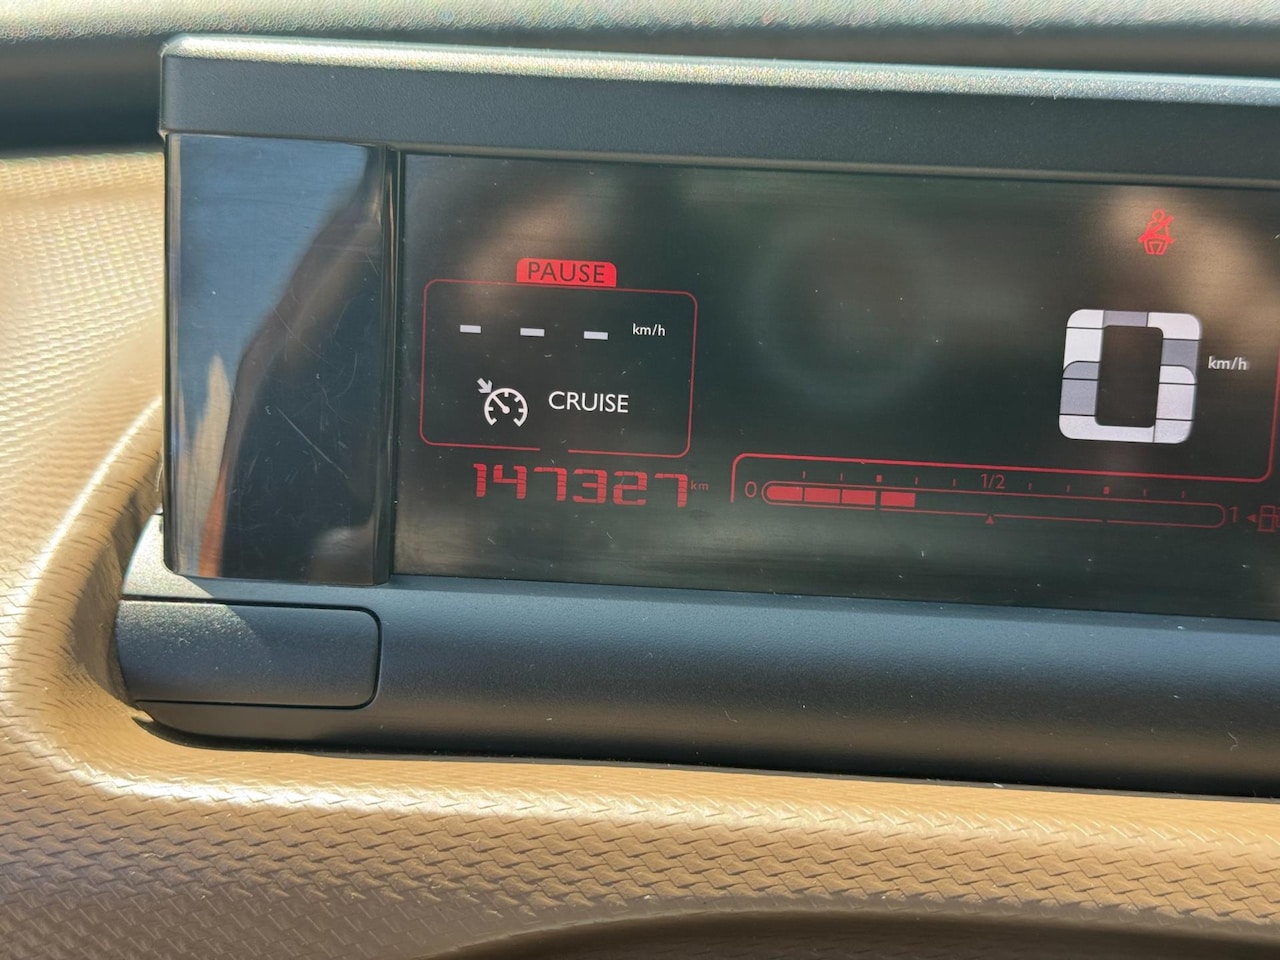 PAUSE
- - - km/h
CRUISE
0 km/h
147327 km
0 1/2 1